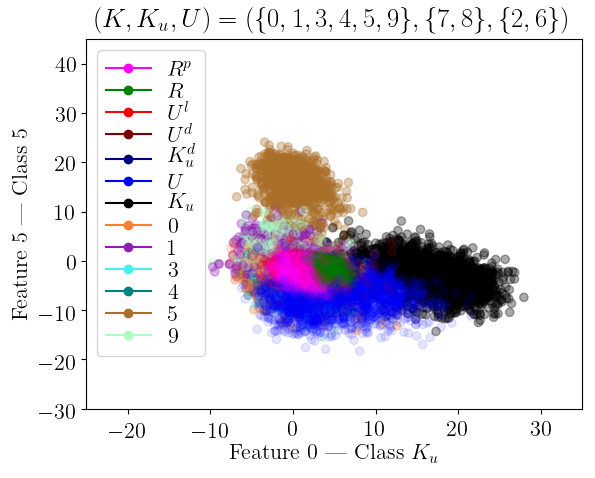 (K, K_u, U) = ({0, 1, 3, 4, 5, 9}, {7, 8}, {2, 6})
R^p
R
U^l
U^d
K_u^d
U
K_u
0
1
3
4
5
9
Feature 5 — Class 5
40
30
20
10
0
−10
−20
−30
−20 −10 0 10 20 30
Feature 0 — Class K_u